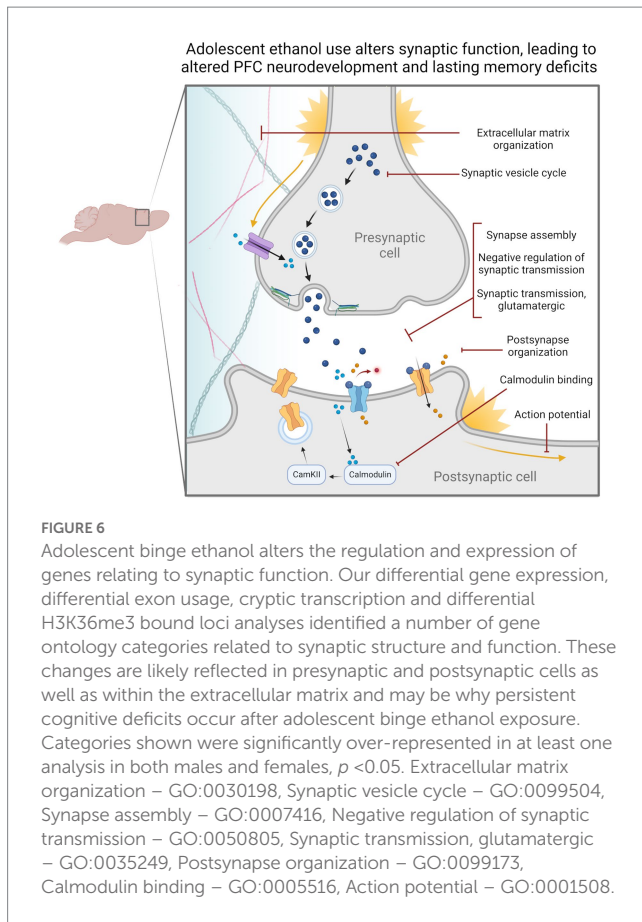 Adolescent ethanol use alters synaptic function, leading to
altered PFC neurodevelopment and lasting memory deficits
Extracellular matrix
organization
Synaptic vesicle cycle
Presynaptic
cell
Synapse assembly
Negative regulation of
synaptic transmission
Synaptic transmission,
glutamatergic
Postsynapse
organization
Calmodulin binding
Action potential
CamKII
Calmodulin
Postsynaptic cell
FIGURE 6
Adolescent binge ethanol alters the regulation and expression of
genes relating to synaptic function. Our differential gene expression,
differential exon usage, cryptic transcription and differential
H3K36me3 bound loci analyses identified a number of gene
ontology categories related to synaptic structure and function. These
changes are likely reflected in presynaptic and postsynaptic cells as
well as within the extracellular matrix and may be why persistent
cognitive deficits occur after adolescent binge ethanol exposure.
Categories shown were significantly over-represented in at least one
analysis in both males and females, p <0.05. Extracellular matrix
organization – GO:0030198, Synaptic vesicle cycle – GO:0099504,
Synapse assembly – GO:0007416, Negative regulation of synaptic
transmission – GO:0050805, Synaptic transmission, glutamatergic
– GO:0035249, Postsynapse organization – GO:0099173,
Calmodulin binding – GO:0005516, Action potential – GO:0001508.